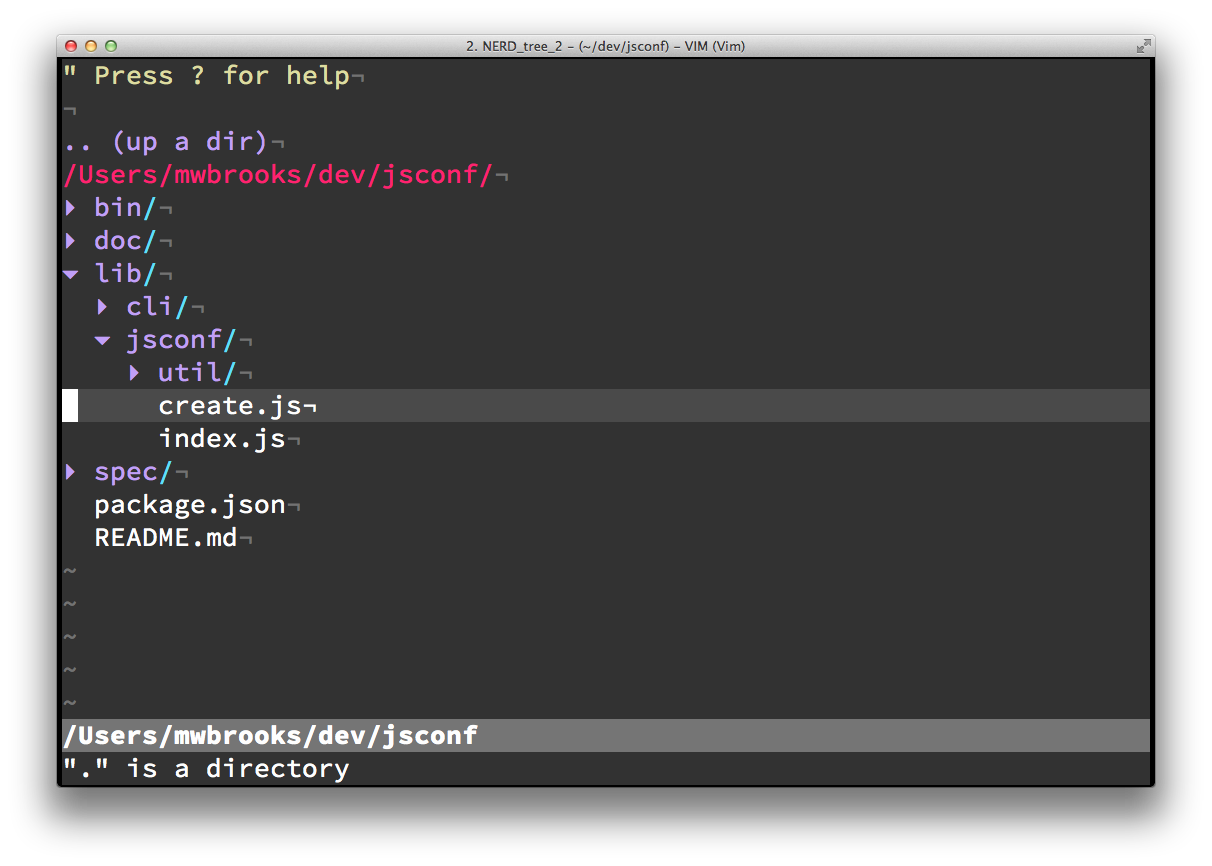 2. NERD_tree_2 – (~/dev/jsconf) – VIM (Vim)
" Press ? for help¬
¬
.. (up a dir)¬
/Users/mwbrooks/dev/jsconf/¬
▸ bin/¬
▸ doc/¬
▾ lib/¬
  ▸ cli/¬
  ▾ jsconf/¬
    ▸ util/¬
      create.js¬
      index.js¬
▸ spec/¬
  package.json¬
  README.md¬
~
~
~
~
~
/Users/mwbrooks/dev/jsconf
"." is a directory